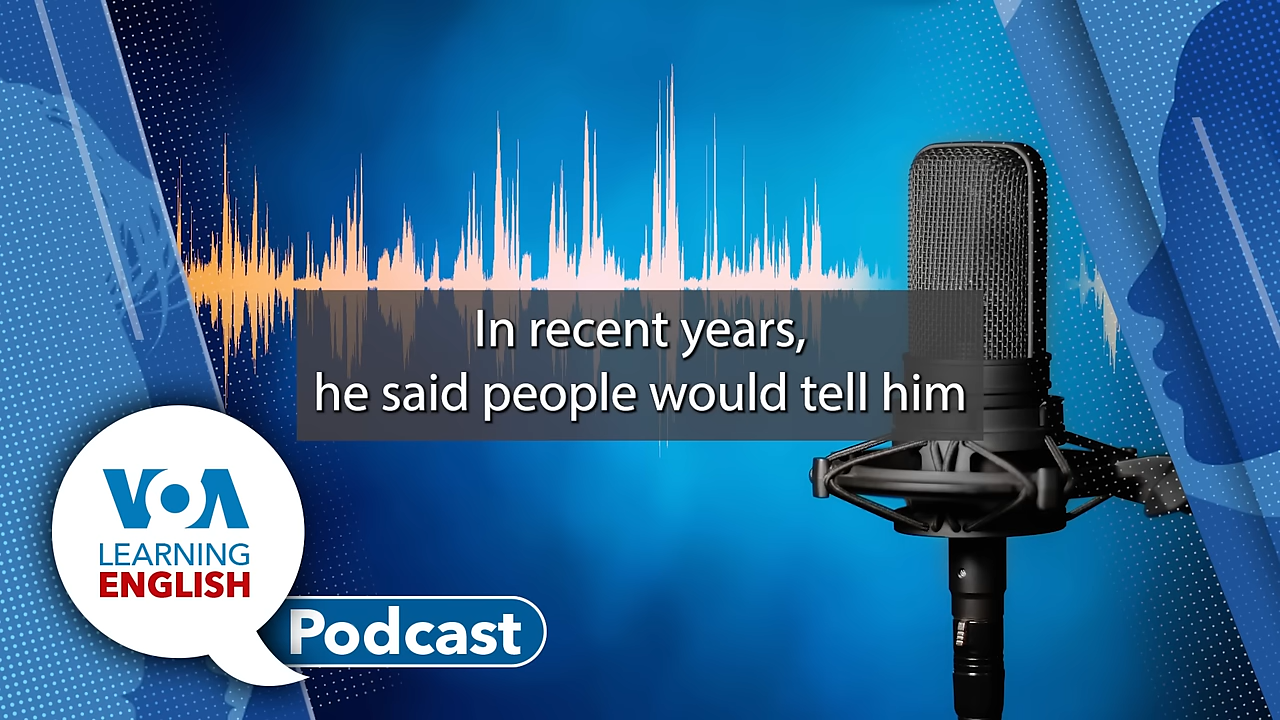 In recent years,
he said people would tell him
VOA
LEARNING
ENGLISH
Podcast